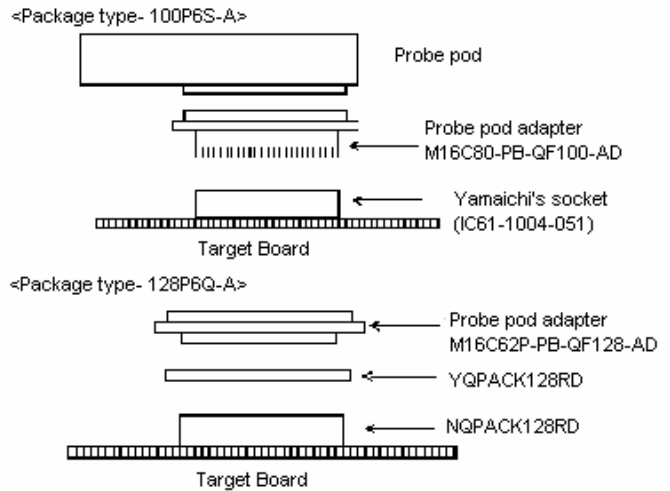 <Package type- 100P6S-A>
Probe pod
Probe pod adapter
M16C80-PB-QF100-AD
Yamaichi's socket
(IC61-1004-051)
Target Board
<Package type- 128P6Q-A>
Probe pod adapter
M16C62P-PB-QF128-AD
YQPACK128RD
NQPACK128RD
Target Board